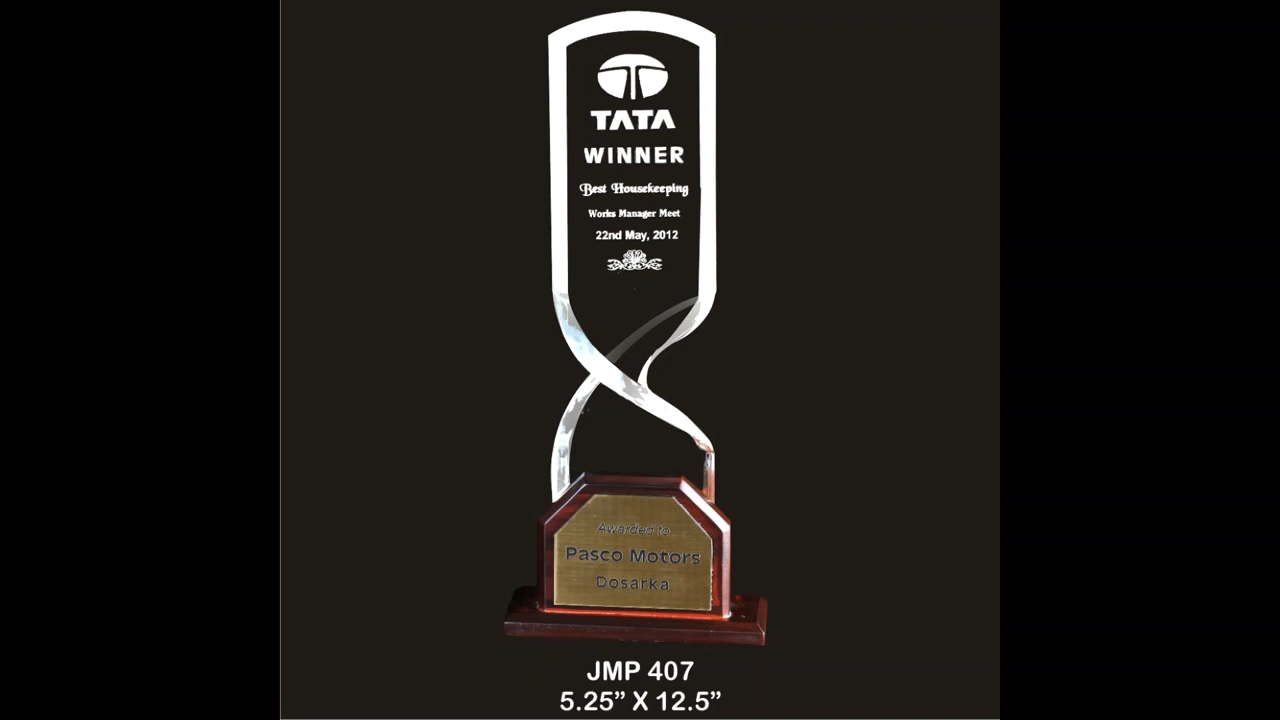 TATA
WINNER
Best Housekeeping
Works Manager Meet
22nd May, 2012
Awarded to
Pasco Motors
Dosarka
JMP 407
5.25” X 12.5”